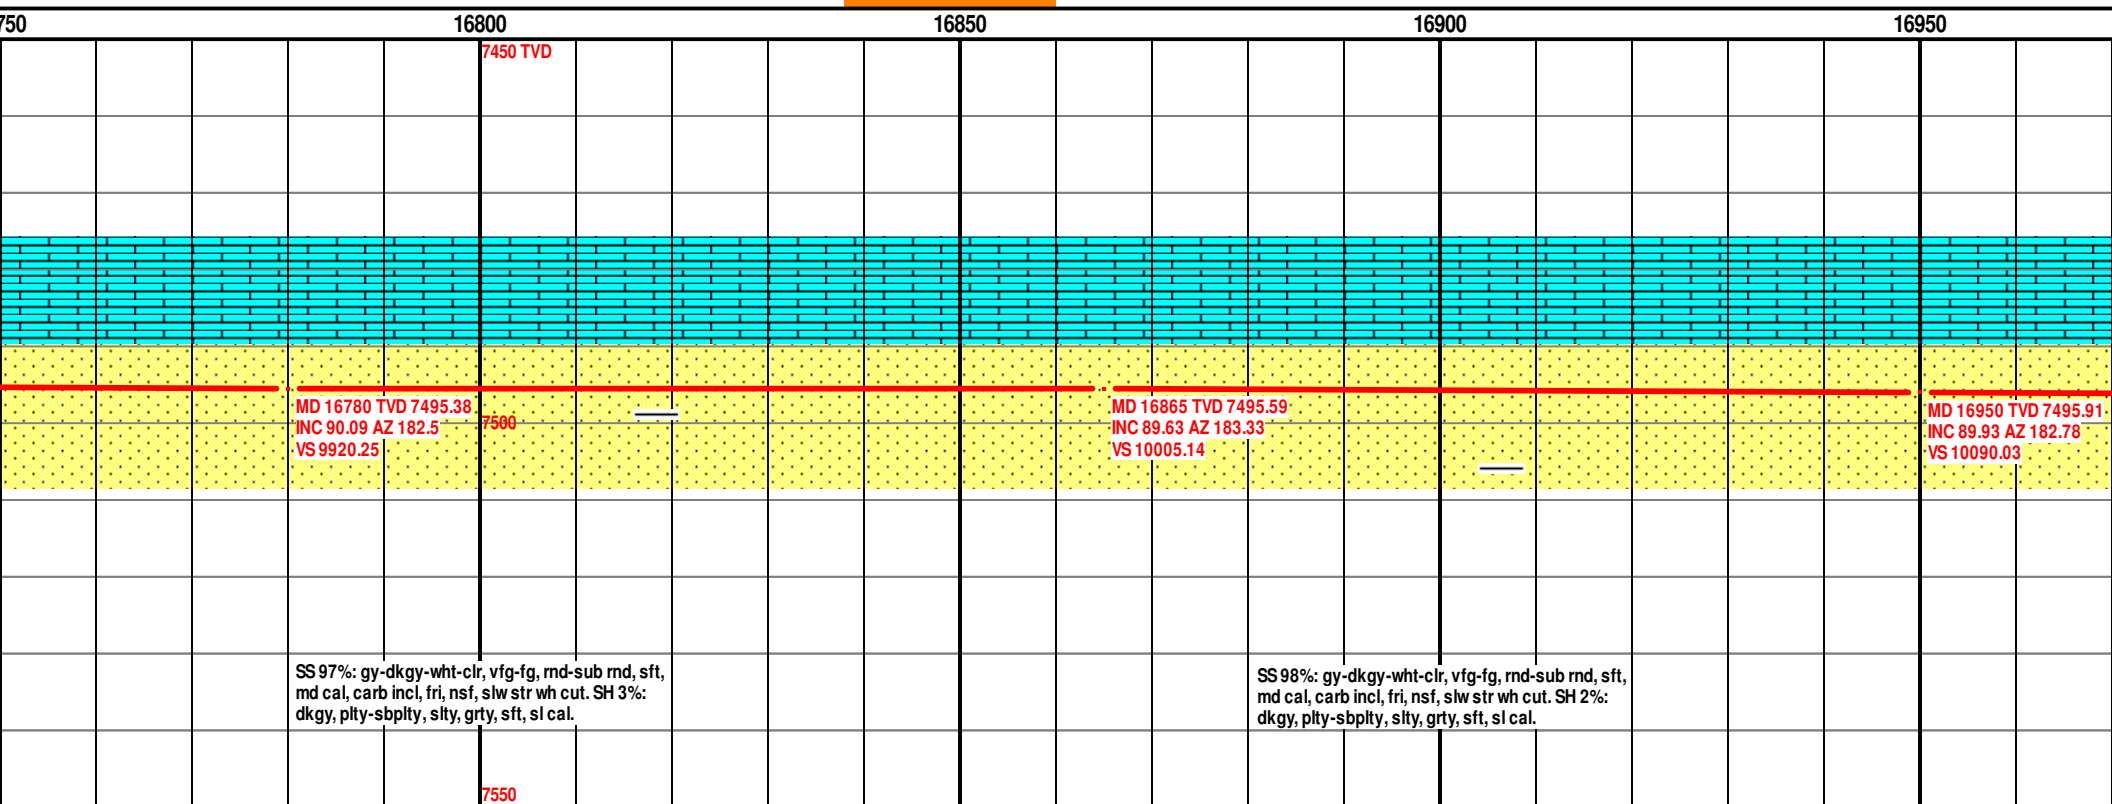 750 16800 16850 16900 16950
7450 TVD
MD 16780 TVD 7495.38
INC 90.09 AZ 182.5
VS 9920.25
7500
MD 16865 TVD 7495.59
INC 89.63 AZ 183.33
VS 10005.14
MD 16950 TVD 7495.91
INC 89.93 AZ 182.78
VS 10090.03
SS 97%: gy-dkgy-wht-clr, vfg-fg, rnd-sub rnd, sft,
md cal, carb incl, fri, nsf, slw str wh cut. SH 3%:
dkgy, plty-sbplty, slty, grty, sft, sl cal.
SS 98%: gy-dkgy-wht-clr, vfg-fg, rnd-sub rnd, sft,
md cal, carb incl, fri, nsf, slw str wh cut. SH 2%:
dkgy, plty-sbplty, slty, grty, sft, sl cal.
7550